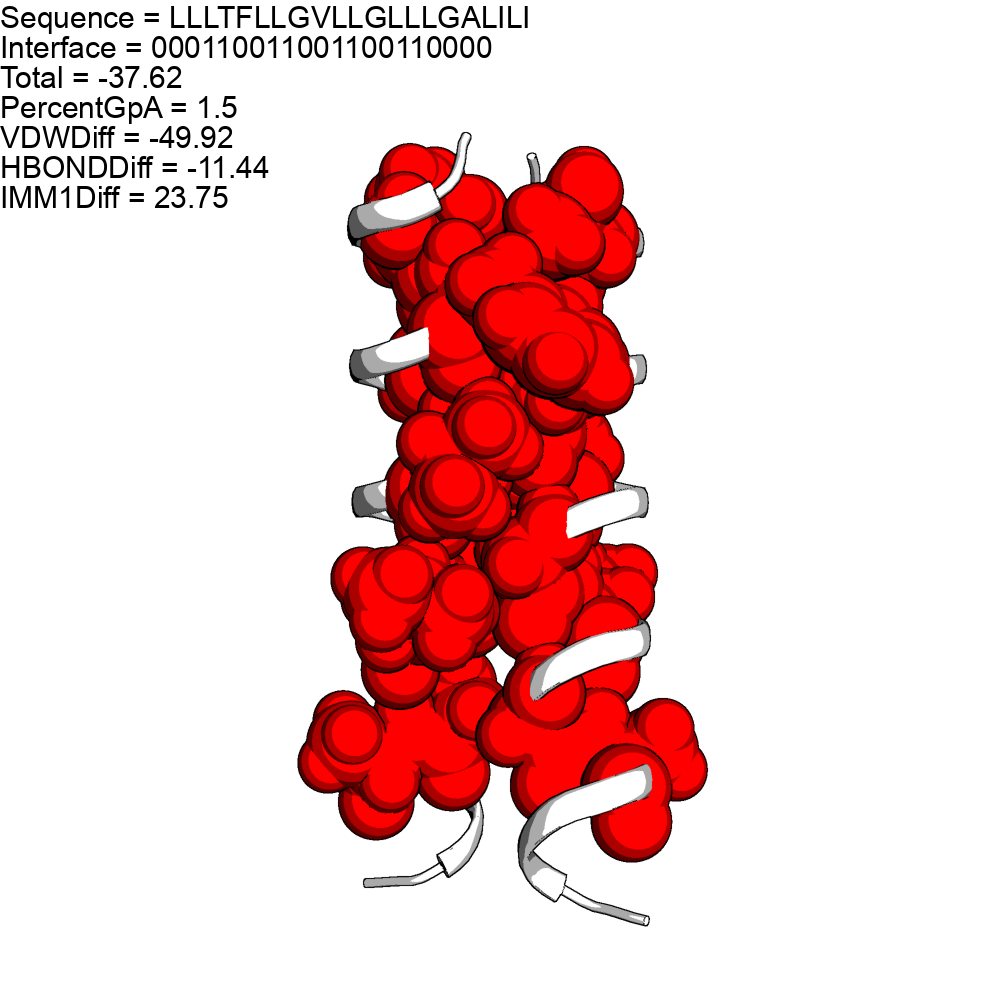 Sequence = LLLTFLLGVLLGLLLGALILI
Interface = 000110011001100110000
Total = -37.62
PercentGpA = 1.5
VDWDiff = -49.92
HBONDDiff = -11.44
IMM1Diff = 23.75